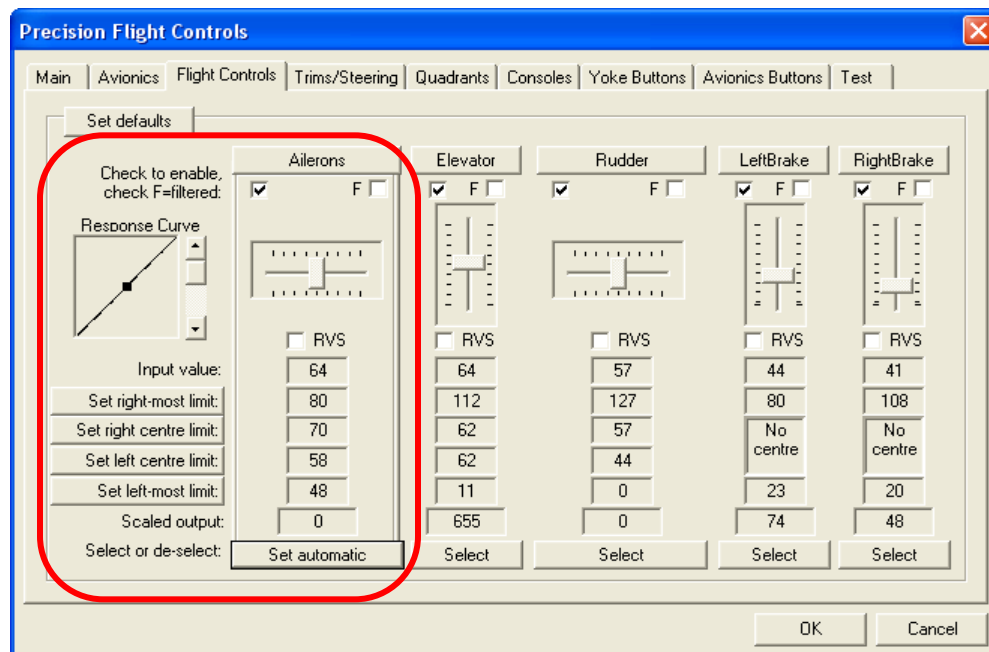 Precision Flight Controls
Main Avionics Flight Controls Trims/Steering Quadrants Consoles Yoke Buttons Avionics Buttons Test
Set defaults
Ailerons Elevator Rudder LeftBrake RightBrake
Check to enable,
check F=filtered:
F F F F F
Response Curve
RVS RVS RVS RVS RVS
Input value: 64 64 57 44 41
Set right-most limit: 80 112 127 80 108
Set right centre limit: 70 62 57 No centre No centre
Set left centre limit: 58 62 44
Set left-most limit: 48 11 0 23 20
Scaled output: 0 655 0 74 48
Select or de-select: Set automatic Select Select Select Select
OK Cancel